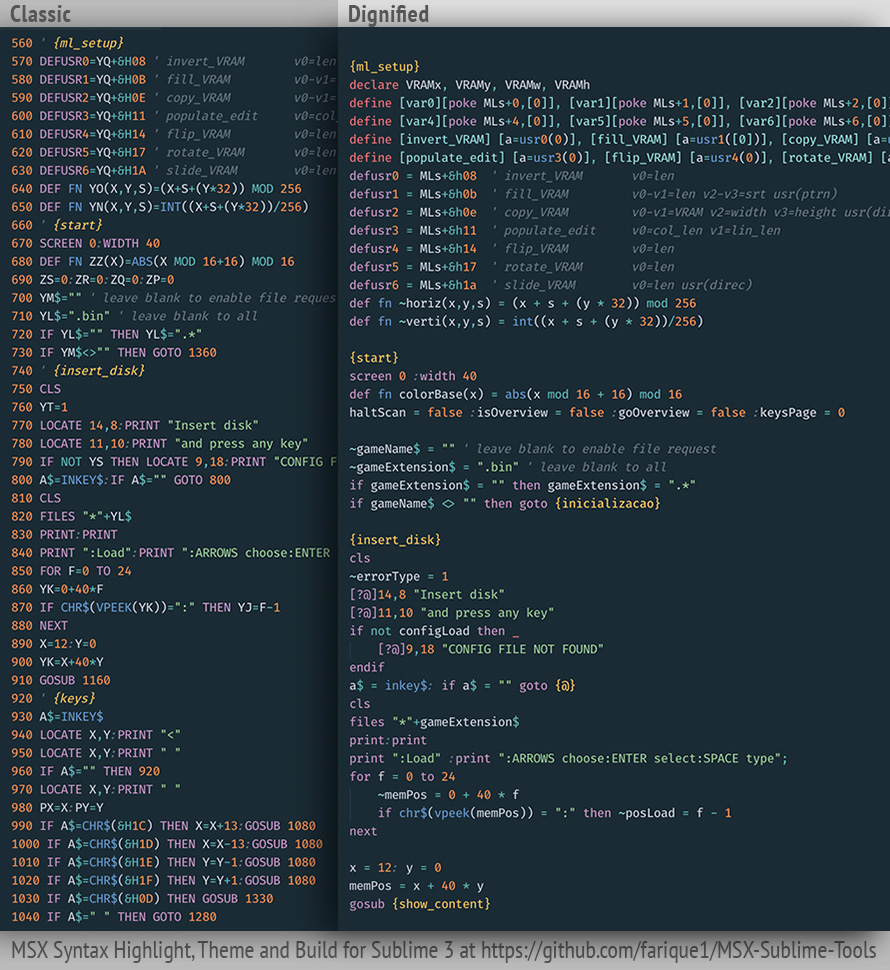 Classic
560 ' {ml_setup}
570 DEFUSR0=YQ+&H08 ' invert_VRAM v0=len
580 DEFUSR1=YQ+&H0B ' fill_VRAM v0-v1=
590 DEFUSR2=YQ+&H0E ' copy_VRAM v0-v1=
600 DEFUSR3=YQ+&H11 ' populate_edit v0=col_
610 DEFUSR4=YQ+&H14 ' flip_VRAM v0=len
620 DEFUSR5=YQ+&H17 ' rotate_VRAM v0=len
630 DEFUSR6=YQ+&H1A ' slide_VRAM v0=len
640 DEF FN YO(X,Y,S)=(X+S+(Y*32)) MOD 256
650 DEF FN YN(X,Y,S)=INT((X+S+(Y*32))/256)
660 ' {start}
670 SCREEN 0:WIDTH 40
680 DEF FN ZZ(X)=ABS(X MOD 16+16) MOD 16
690 ZS=0:ZR=0:ZQ=0:ZP=0
700 YM$="" ' leave blank to enable file reques
710 YL$=".bin" ' leave blank to all
720 IF YL$="" THEN YL$=".*"
730 IF YM$<>"" THEN GOTO 1360
740 ' {insert_disk}
750 CLS
760 YT=1
770 LOCATE 14,8:PRINT "Insert disk"
780 LOCATE 11,10:PRINT "and press any key"
790 IF NOT YS THEN LOCATE 9,18:PRINT "CONFIG F
800 A$=INKEY$:IF A$="" GOTO 800
810 CLS
820 FILES "*"+YL$
830 PRINT:PRINT
840 PRINT ":Load":PRINT ":ARROWS choose:ENTER
850 FOR F=0 TO 24
860 YK=0+40*F
870 IF CHR$(VPEEK(YK))=":" THEN YJ=F-1
880 NEXT
890 X=12:Y=0
900 YK=X+40*Y
910 GOSUB 1160
920 ' {keys}
930 A$=INKEY$
940 LOCATE X,Y:PRINT "<"
950 LOCATE X,Y:PRINT " "
960 IF A$="" THEN 920
970 LOCATE X,Y:PRINT " "
980 PX=X:PY=Y
990 IF A$=CHR$(&H1C) THEN X=X+13:GOSUB 1080
1000 IF A$=CHR$(&H1D) THEN X=X-13:GOSUB 1080
1010 IF A$=CHR$(&H1E) THEN Y=Y-1:GOSUB 1080
1020 IF A$=CHR$(&H1F) THEN Y=Y+1:GOSUB 1080
1030 IF A$=CHR$(&H0D) THEN GOSUB 1330
1040 IF A$=" " THEN GOTO 1280
Dignified
{ml_setup}
declare VRAMx, VRAMy, VRAMw, VRAMh
define [var0][poke MLs+0,[0]], [var1][poke MLs+1,[0]], [var2][poke MLs+2,[0]
define [var4][poke MLs+4,[0]], [var5][poke MLs+5,[0]], [var6][poke MLs+6,[0]
define [invert_VRAM] [a=usr0(0)], [fill_VRAM] [a=usr1([0])], [copy_VRAM] [a=
define [populate_edit] [a=usr3(0)], [flip_VRAM] [a=usr4(0)], [rotate_VRAM] [
defusr0 = MLs+&h08 ' invert_VRAM v0=len
defusr1 = MLs+&h0b ' fill_VRAM v0-v1=len v2-v3=srt usr(ptrn)
defusr2 = MLs+&h0e ' copy_VRAM v0-v1=VRAM v2=width v3=height usr(di
defusr3 = MLs+&h11 ' populate_edit v0=col_len v1=lin_len
defusr4 = MLs+&h14 ' flip_VRAM v0=len
defusr5 = MLs+&h17 ' rotate_VRAM v0=len
defusr6 = MLs+&h1a ' slide_VRAM v0=len usr(direc)
def fn ~horiz(x,y,s) = (x + s + (y * 32)) mod 256
def fn ~verti(x,y,s) = int((x + s + (y * 32))/256)
{start}
screen 0 :width 40
def fn colorBase(x) = abs(x mod 16 + 16) mod 16
haltScan = false :isOverview = false :goOverview = false :keysPage = 0
~gameName$ = "" ' leave blank to enable file request
~gameExtension$ = ".bin" ' leave blank to all
if gameExtension$ = "" then gameExtension$ = ".*"
if gameName$ <> "" then goto {inicializacao}
{insert_disk}
cls
~errorType = 1
[?@]14,8 "Insert disk"
[?@]11,10 "and press any key"
if not configLoad then _
[?@]9,18 "CONFIG FILE NOT FOUND"
endif
a$ = inkey$: if a$ = "" goto {@}
cls
files "*"+gameExtension$
print:print
print ":Load" :print ":ARROWS choose:ENTER select:SPACE type";
for f = 0 to 24
~memPos = 0 + 40 * f
if chr$(vpeek(memPos)) = ":" then ~posLoad = f - 1
next
x = 12: y = 0
memPos = x + 40 * y
gosub {show_content}
MSX Syntax Highlight, Theme and Build for Sublime 3 at https://github.com/farique1/MSX-Sublime-Tools